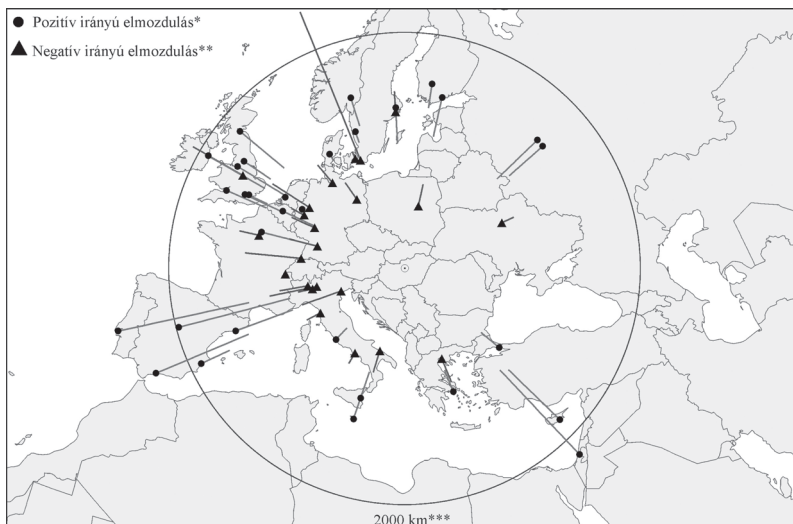 Pozitív irányú elmozdulás*
Negatív irányú elmozdulás**
2000 km***